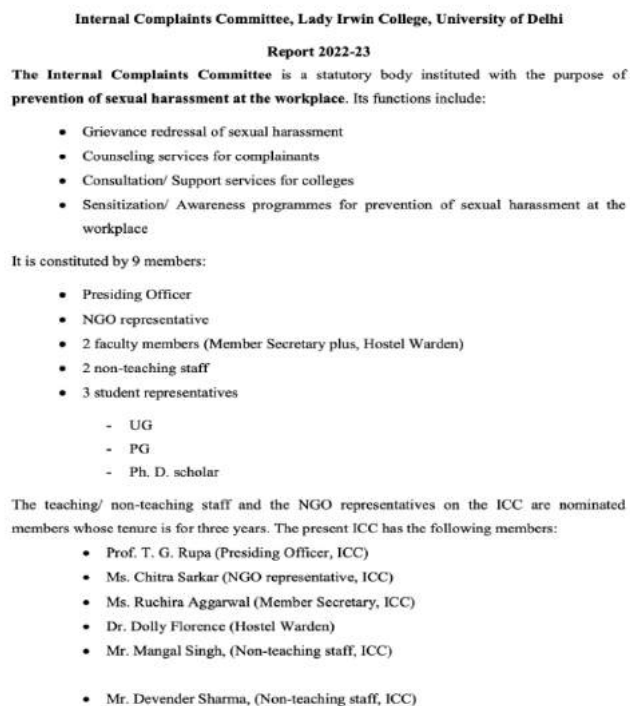 Internal Complaints Committee, Lady Irwin College, University of Delhi
Report 2022-23
The Internal Complaints Committee is a statutory body instituted with the purpose of
prevention of sexual harassment at the workplace. Its functions include:
• Grievance redressal of sexual harassment
• Counseling services for complainants
• Consultation/ Support services for colleges
• Sensitization/ Awareness programmes for prevention of sexual harassment at the
workplace
It is constituted by 9 members:
• Presiding Officer
• NGO representative
• 2 faculty members (Member Secretary plus, Hostel Warden)
• 2 non-teaching staff
• 3 student representatives
- UG
- PG
- Ph. D. scholar
The teaching/ non-teaching staff and the NGO representatives on the ICC are nominated
members whose tenure is for three years. The present ICC has the following members:
• Prof. T. G. Rupa (Presiding Officer, ICC)
• Ms. Chitra Sarkar (NGO representative, ICC)
• Ms. Ruchira Aggarwal (Member Secretary, ICC)
• Dr. Dolly Florence (Hostel Warden)
• Mr. Mangal Singh, (Non-teaching staff, ICC)
• Mr. Devender Sharma, (Non-teaching staff, ICC)